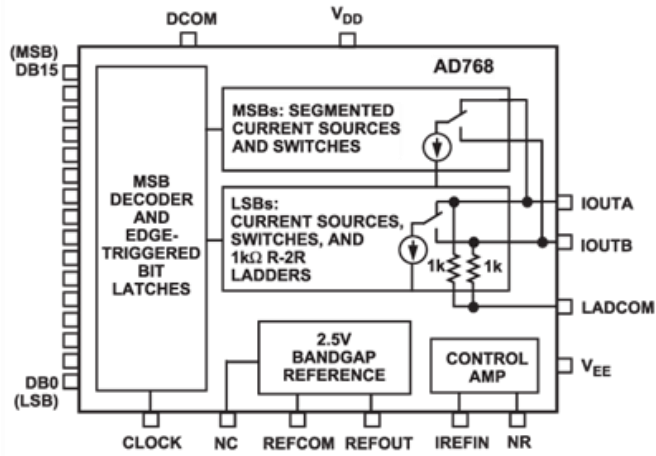 DCOM
V_DD
(MSB)
DB15
AD768
MSBs: SEGMENTED
CURRENT SOURCES
AND SWITCHES
MSB
DECODER
AND
EDGE-
TRIGGERED
BIT
LATCHES
LSBs:
CURRENT SOURCES,
SWITCHES, AND
1kΩ R-2R
LADDERS
1k
1k
IOUTA
IOUTB
LADCOM
2.5V
BANDGAP
REFERENCE
CONTROL
AMP
V_EE
DB0
(LSB)
CLOCK
NC
REFCOM
REFOUT
IREFIN
NR